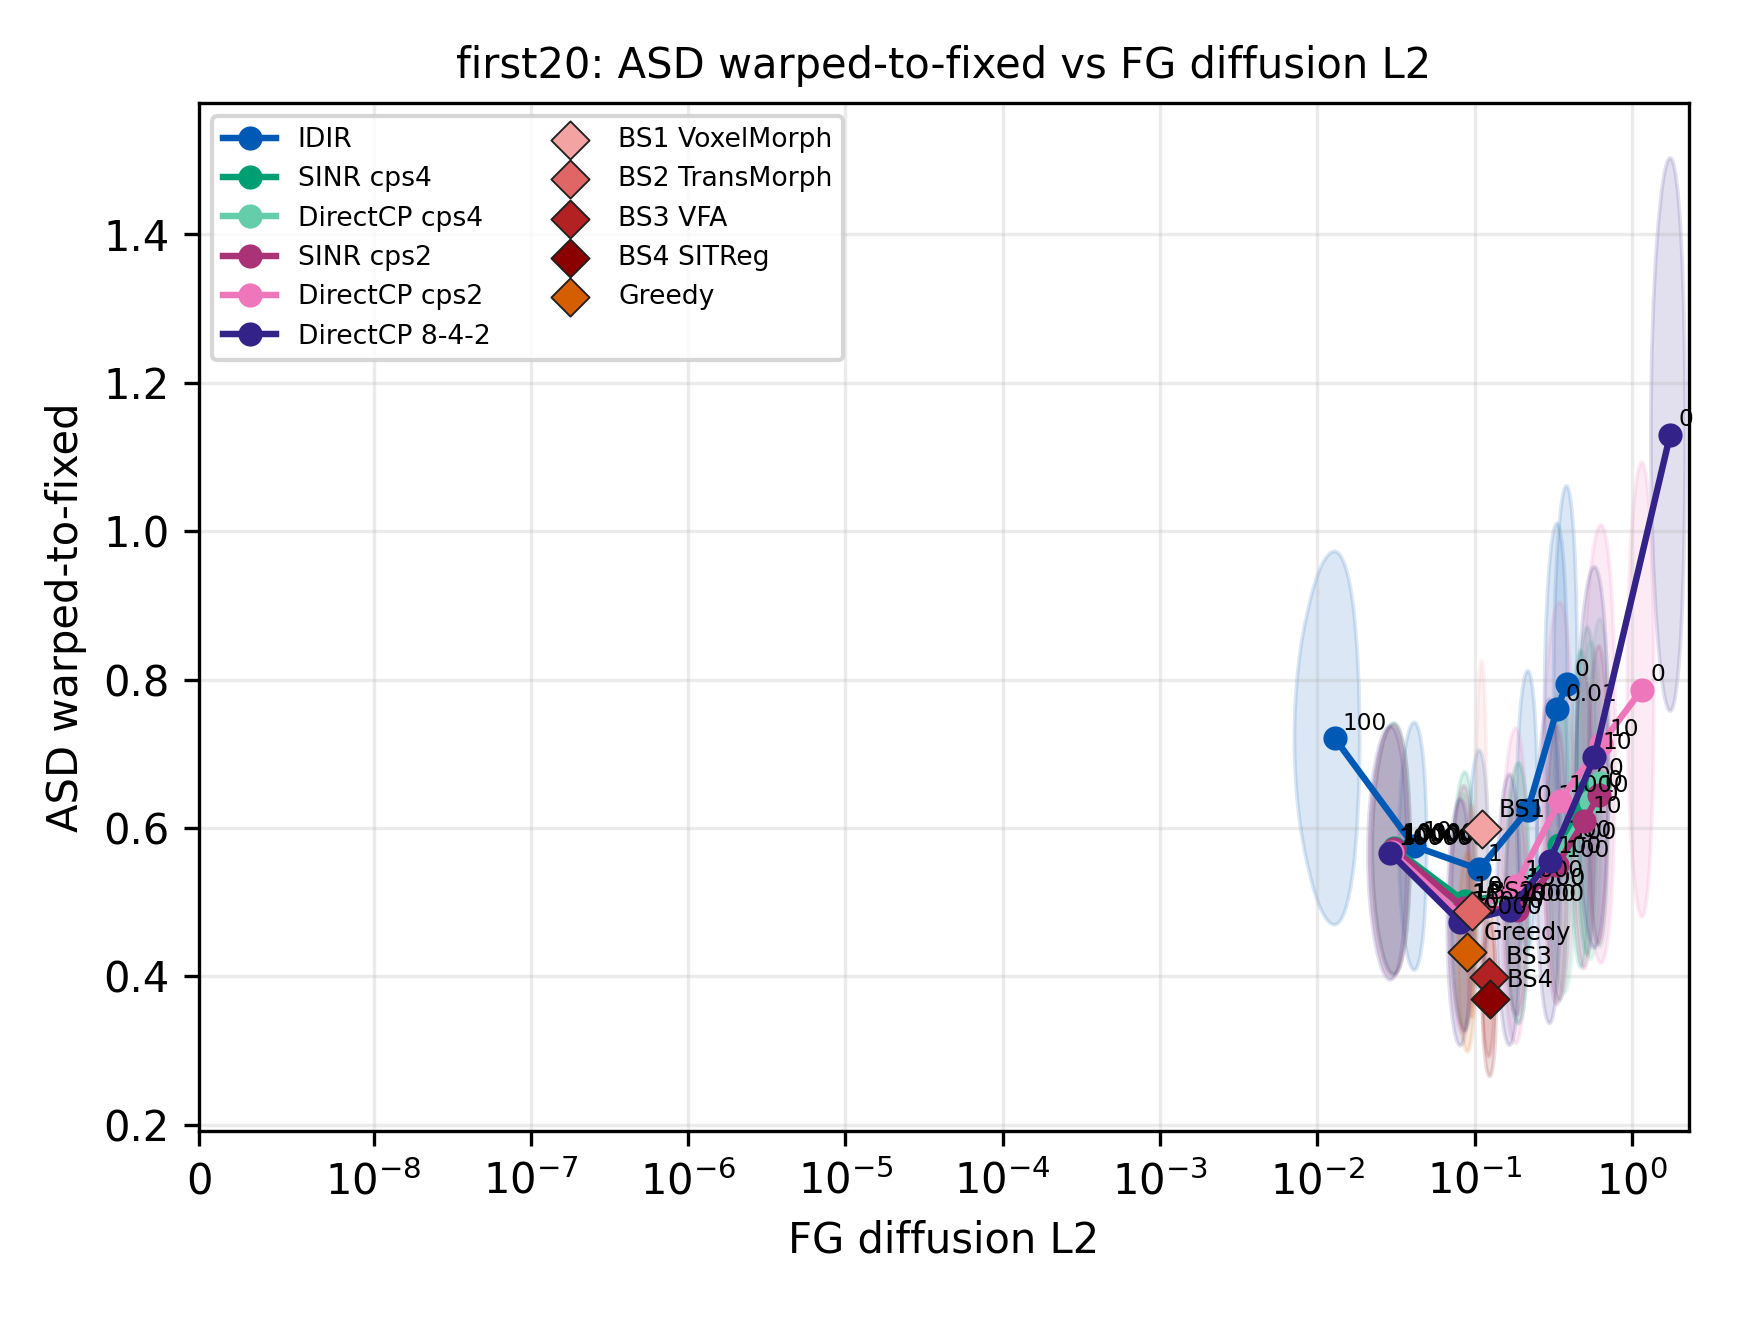 first20: ASD warped-to-fixed vs FG diffusion L2
IDIR
SINR cps4
DirectCP cps4
SINR cps2
DirectCP cps2
DirectCP 8-4-2
BS1 VoxelMorph
BS2 TransMorph
BS3 VFA
BS4 SITReg
Greedy
ASD warped-to-fixed
1.4
1.2
1.0
0.8
0.6
0.4
0.2
0
0
0
0.01
100
10
10
BS1
1
10
100
Greedy
BS3
BS4
0
10⁻⁸
10⁻⁷
10⁻⁶
10⁻⁵
10⁻⁴
10⁻³
10⁻²
10⁻¹
10⁰
FG diffusion L2